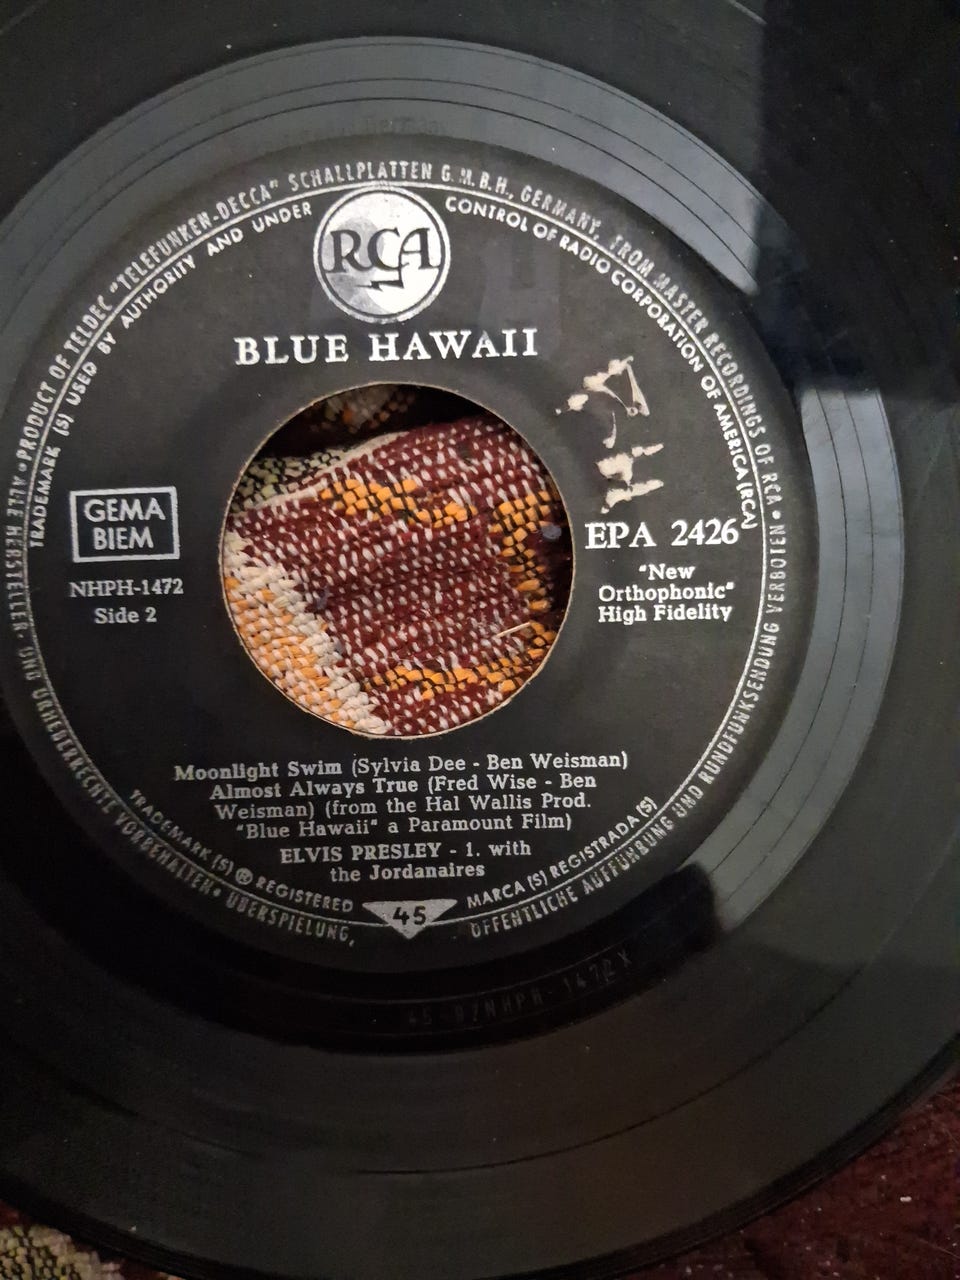 ALLE HERSTELLER- UND URHEBERRECHTE VORBEHALTEN • ÜBERSPIELUNG,
•PRODUCT OF TELDEC "TELEFUNKEN-DECCA" SCHALLPLATTEN G.M.B.H., GERMANY, FROM MASTER RECORDINGS OF RCA •
TRADEMARK (S) USED BY AUTHORITY AND UNDER CONTROL OF RADIO CORPORATION OF AMERICA (RCA)
RCA
BLUE HAWAII
GEMA
BIEM
NHPH-1472
Side 2
EPA 2426
"New
Orthophonic"
High Fidelity
Moonlight Swim (Sylvia Dee - Ben Weisman)
Almost Always True (Fred Wise - Ben
Weisman) (from the Hal Wallis Prod.
"Blue Hawaii" a Paramount Film)
ELVIS PRESLEY - 1. with
the Jordanaires
TRADEMARK (S) ® REGISTERED
45
MARCA (S) REGISTRADA (S)
ÖFFENTLICHE AUFFÜHRUNG UND RUNDFUNKSENDUNG VERBOTEN